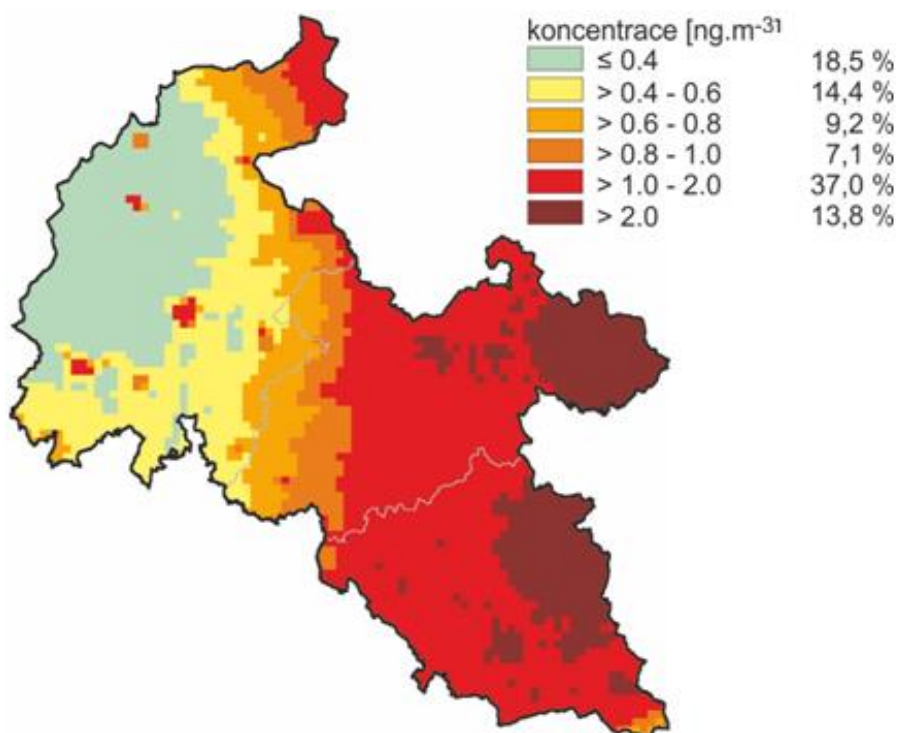 koncentrace [ng.m-3]
≤ 0.4 18,5 %
> 0.4 - 0.6 14,4 %
> 0.6 - 0.8 9,2 %
> 0.8 - 1.0 7,1 %
> 1.0 - 2.0 37,0 %
> 2.0 13,8 %